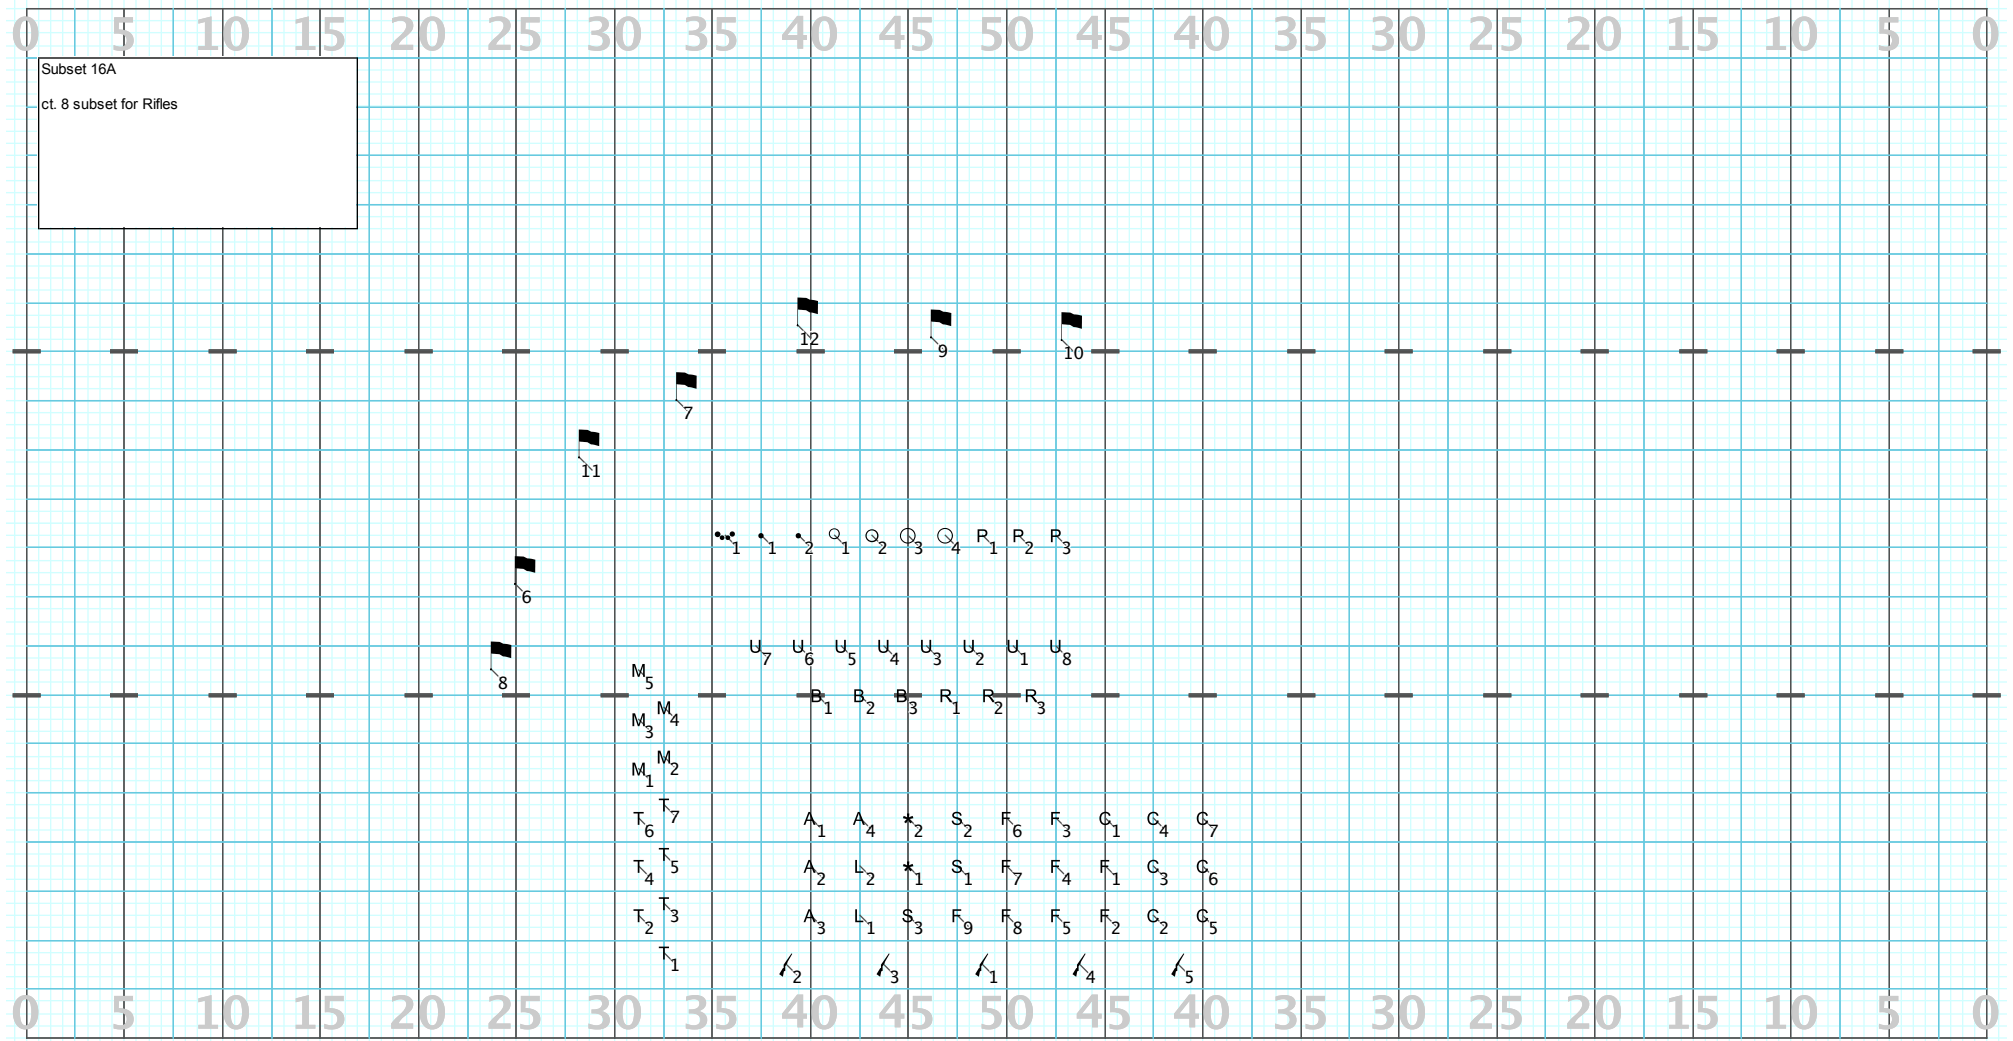 0 5 10 15 20 25 30 35 40 45 50 45 40 35 30 25 20 15 10 5 0
Subset 16A
ct. 8 subset for Rifles
12 9 10
7
11
1 1 2 1 2 3 4 R1 R2 R3
6
U7 U6 U5 U4 U3 U2 U1 U8
8
M5
B1 B2 B3 R1 R2 R3
M4
M3
M2
M1
T7
T6 A1 A4 *2 S2 F6 F3 C1 C4 C7
T5
T4 A2 L2 *1 S1 F7 F4 F1 C3 C6
T3
T2 A3 L1 S3 F9 F8 F5 F2 C2 C5
T1
2 3 1 4 5
0 5 10 15 20 25 30 35 40 45 50 45 40 35 30 25 20 15 10 5 0